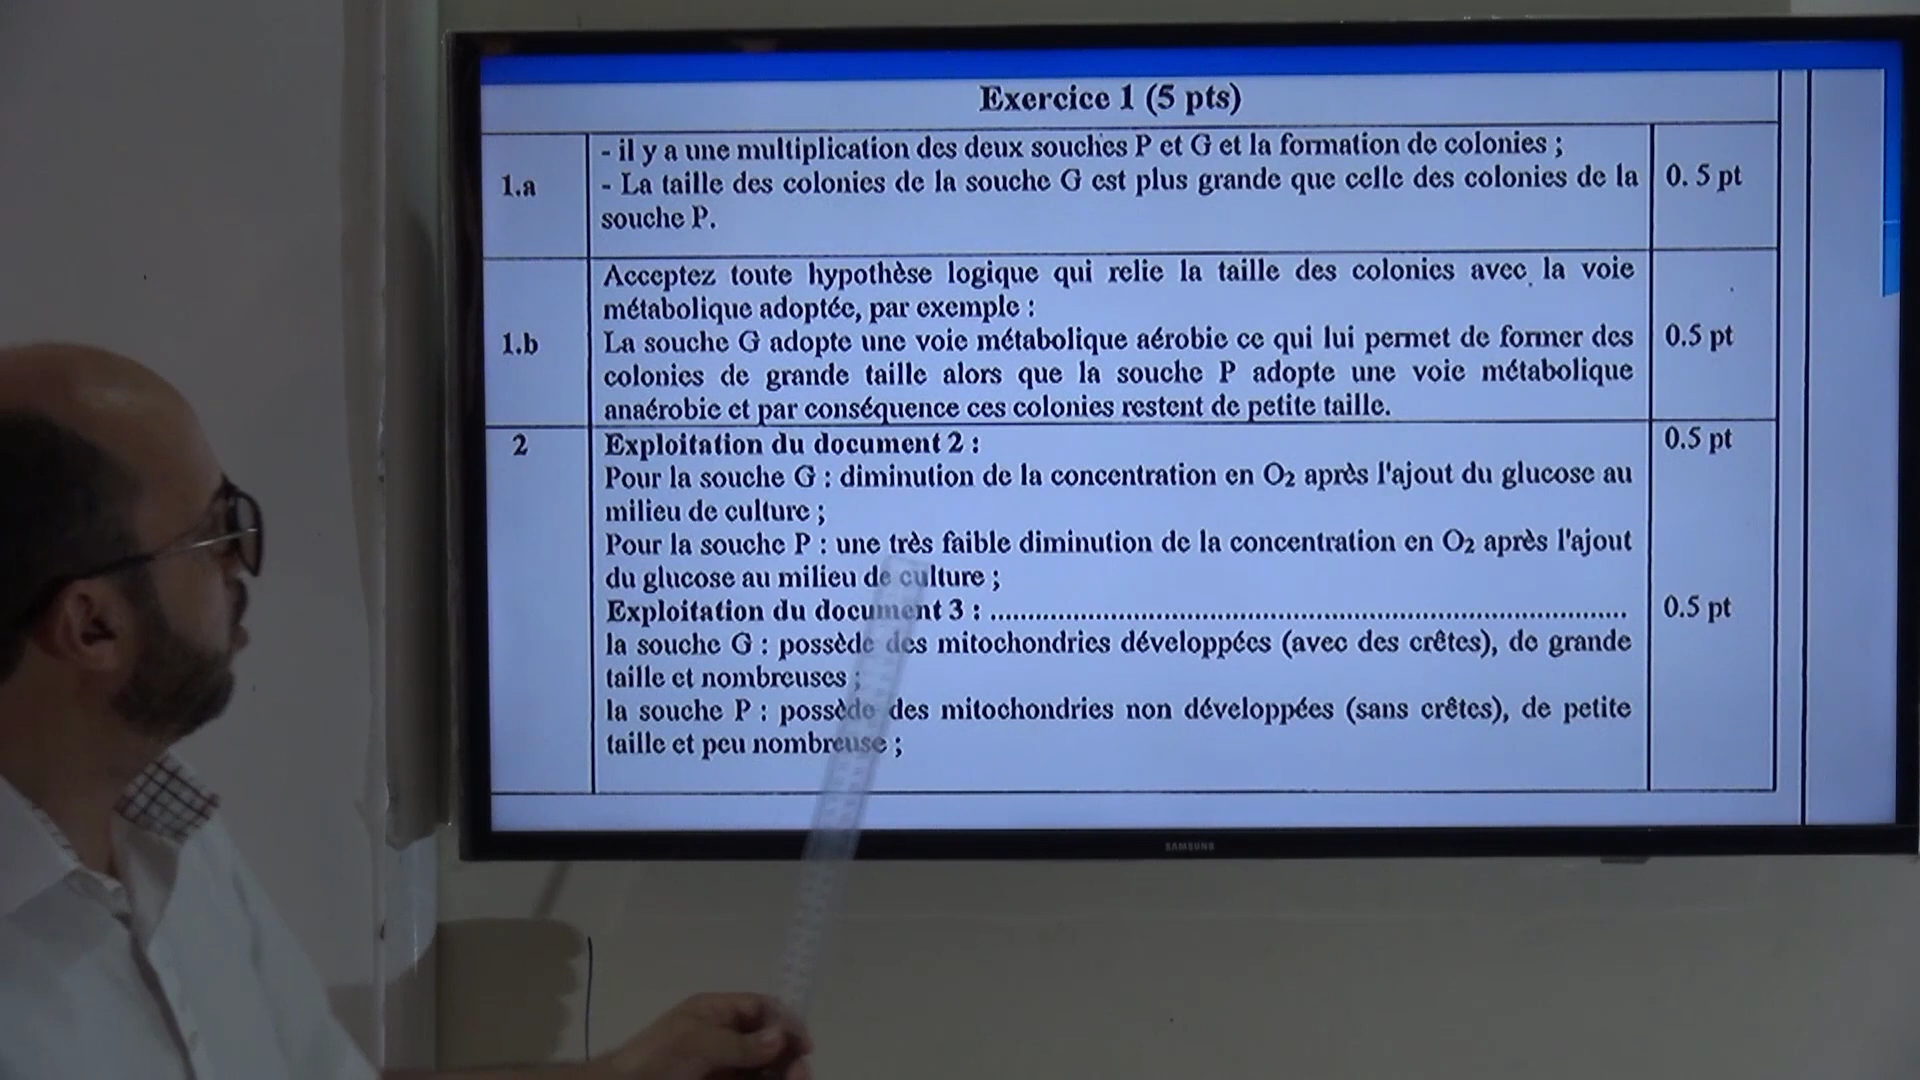 Exercice 1 (5 pts)
1.a
- il y a une multiplication des deux souches P et G et la formation de colonies ;
- La taille des colonies de la souche G est plus grande que celle des colonies de la
souche P.
0. 5 pt
1.b
Acceptez toute hypothèse logique qui relie la taille des colonies avec la voie
métabolique adoptée, par exemple :
La souche G adopte une voie métabolique aérobie ce qui lui permet de former des
colonies de grande taille alors que la souche P adopte une voie métabolique
anaérobie et par conséquence ces colonies restent de petite taille.
0.5 pt
2
Exploitation du document 2 :
0.5 pt
Pour la souche G : diminution de la concentration en O₂ après l'ajout du glucose au
milieu de culture ;
Pour la souche P : une très faible diminution de la concentration en O₂ après l'ajout
du glucose au milieu de culture ;
Exploitation du document 3 : ........................................................................................
0.5 pt
la souche G : possède des mitochondries développées (avec des crêtes), de grande
taille et nombreuses ;
la souche P : possède des mitochondries non développées (sans crêtes), de petite
taille et peu nombreuse ;
SAMSUNG